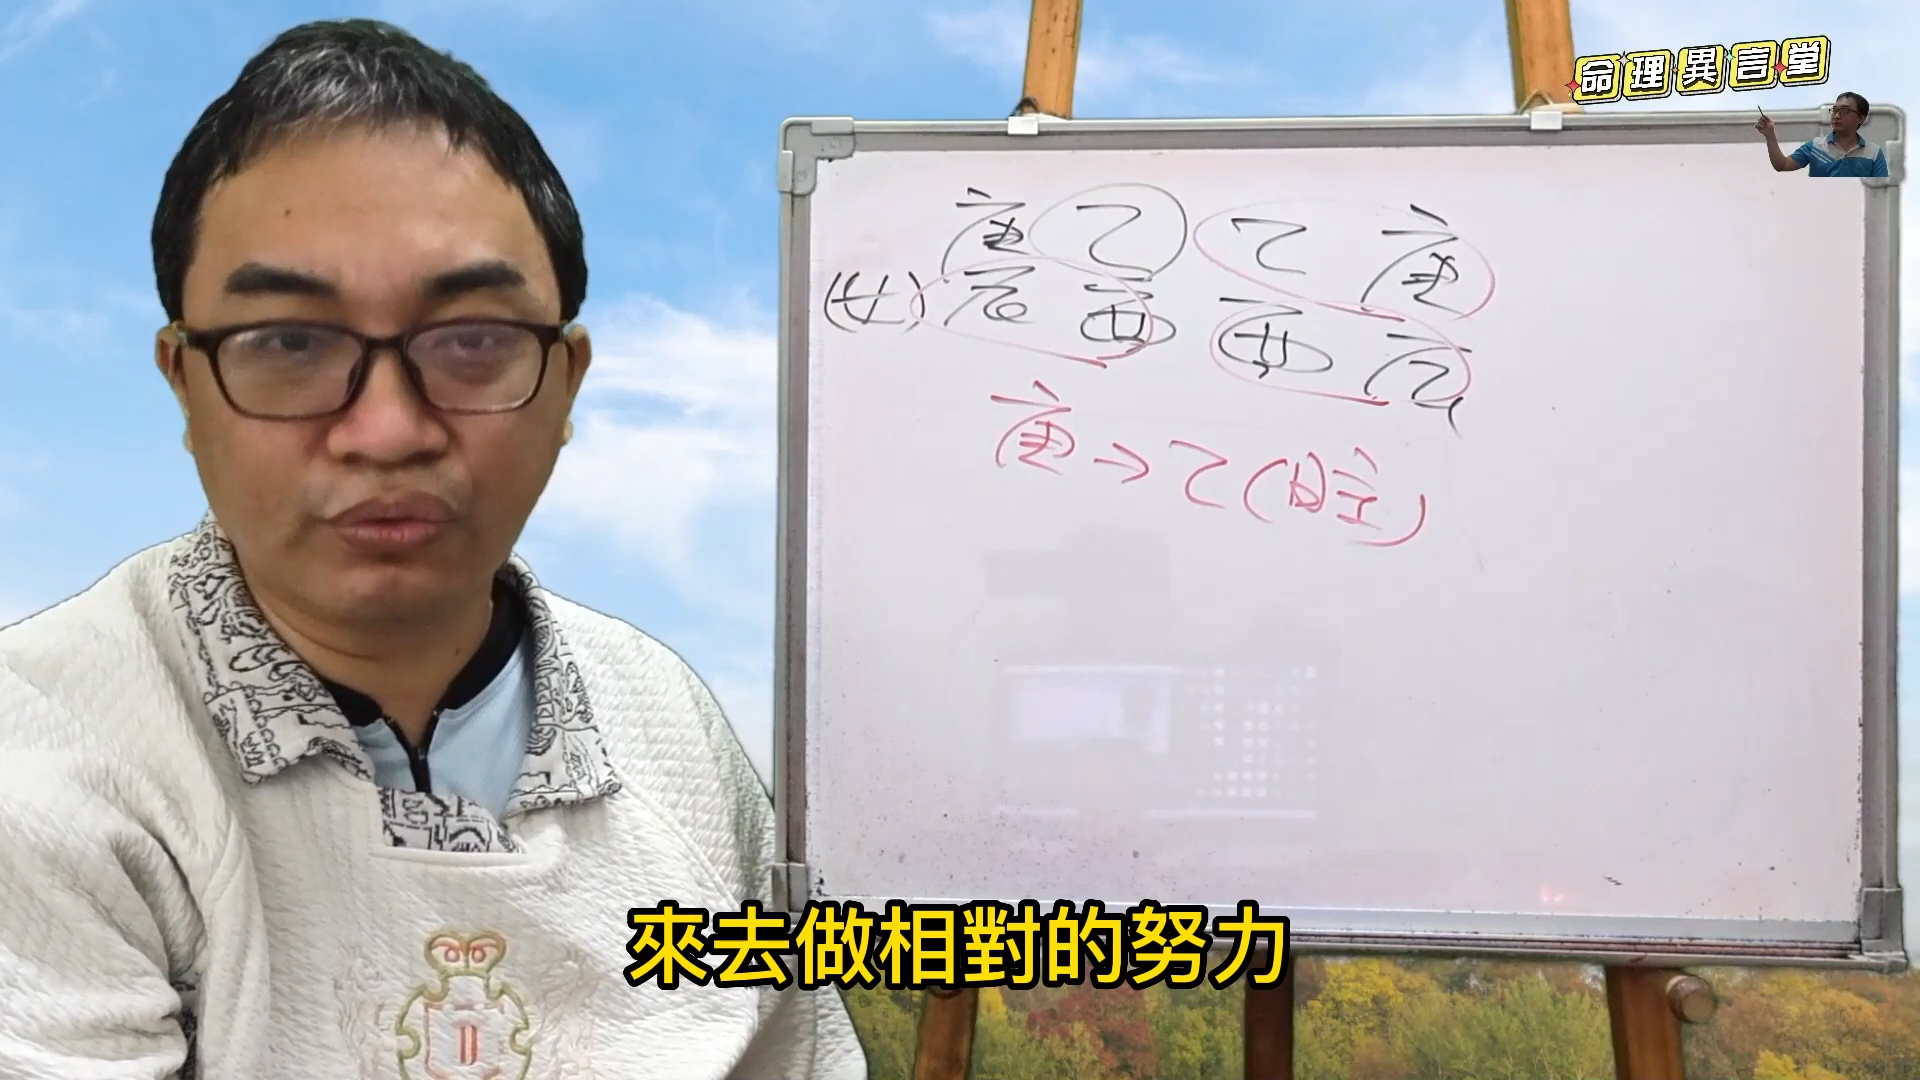 命理異言堂
庚乙乙庚
(女)辰酉酉辰
庚→乙(日主)
來去做相對的努力